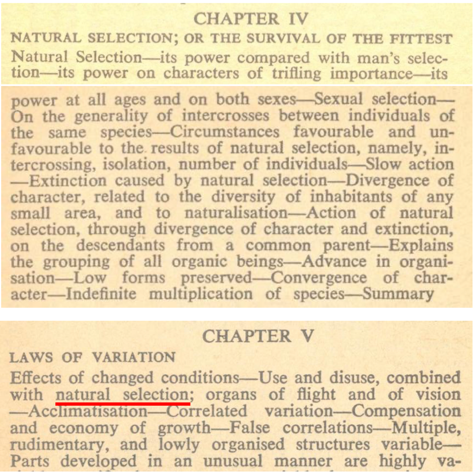 CHAPTER IV
NATURAL SELECTION; OR THE SURVIVAL OF THE FITTEST
Natural Selection—its power compared with man's selec-
tion—its power on characters of trifling importance—its
power at all ages and on both sexes—Sexual selection—
On the generality of intercrosses between individuals of
the same species—Circumstances favourable and un-
favourable to the results of natural selection, namely, in-
tercrossing, isolation, number of individuals—Slow action
—Extinction caused by natural selection—Divergence of
character, related to the diversity of inhabitants of any
small area, and to naturalisation—Action of natural
selection, through divergence of character and extinction,
on the descendants from a common parent—Explains
the grouping of all organic beings—Advance in organi-
sation—Low forms preserved—Convergence of char-
acter—Indefinite multiplication of species—Summary
CHAPTER V
LAWS OF VARIATION
Effects of changed conditions—Use and disuse, combined
with natural selection; organs of flight and of vision
—Acclimatisation—Correlated variation—Compensation
and economy of growth—False correlations—Multiple,
rudimentary, and lowly organised structures variable—
Parts developed in an unusual manner are highly va-